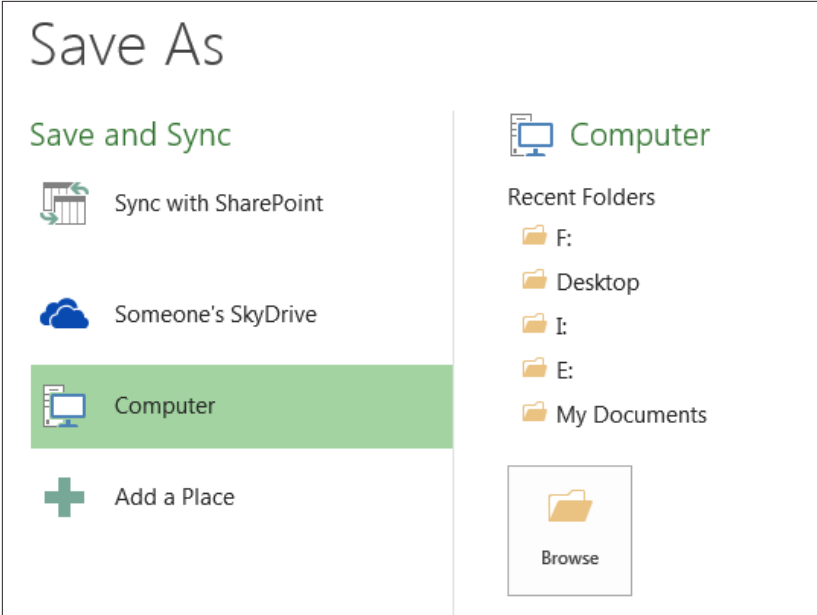 Save As
Save and Sync
Sync with SharePoint
Someone's SkyDrive
Computer
Add a Place
Computer
Recent Folders
F:
Desktop
I:
E:
My Documents
Browse